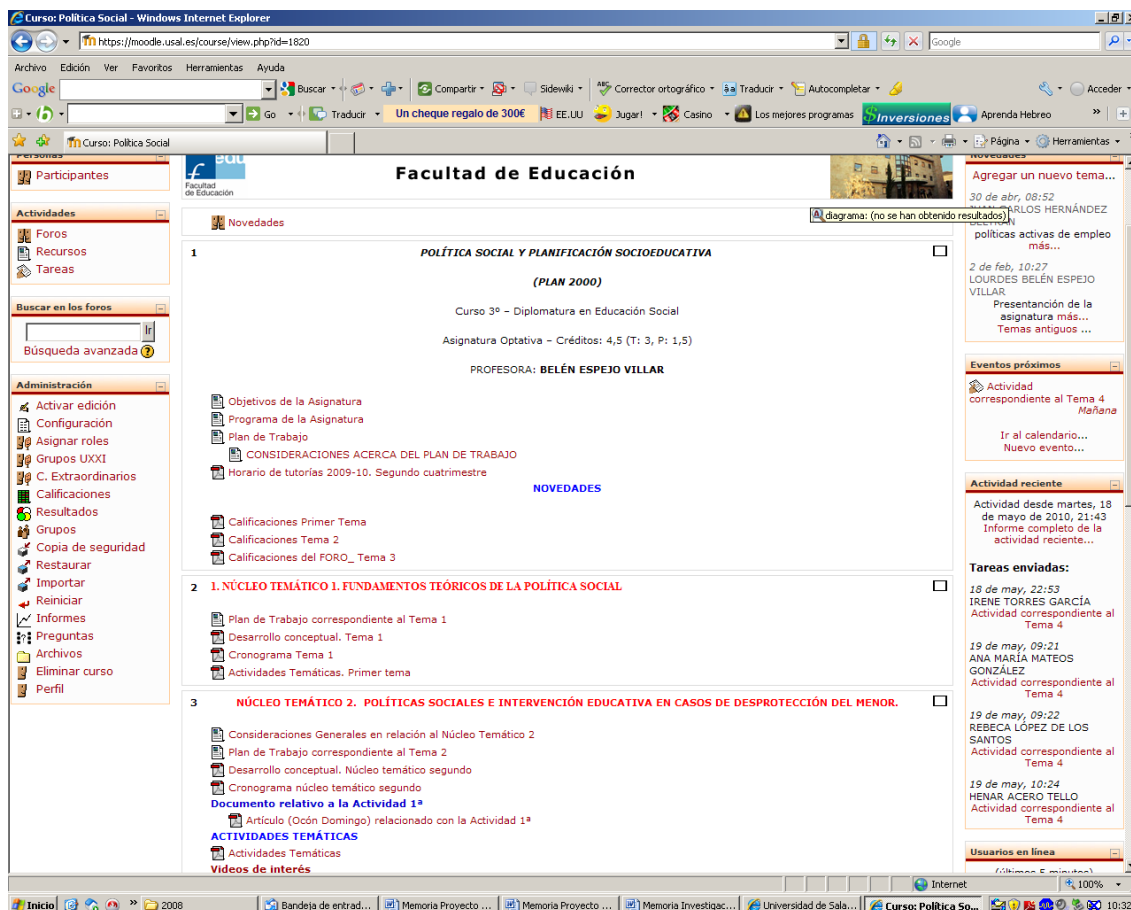 Curso: Política Social - Windows Internet Explorer
https://moodle.usal.es/course/view.php?id=1820
Google
Archivo Edición Ver Favoritos Herramientas Ayuda
Google Buscar Compartir Sidewiki Corrector ortográfico Traducir Autocompletar Acceder
Go Traducir Un cheque regalo de 300€ EE.UU Jugar! Casino Los mejores programas $Inversiones Aprenda Hebreo »
Curso: Política Social Página Herramientas
Personas
Participantes
Actividades
Foros
Recursos
Tareas
Buscar en los foros
Ir
Búsqueda avanzada ?
Administración
Activar edición
Configuración
Asignar roles
Grupos UXXI
C. Extraordinarios
Calificaciones
Resultados
Grupos
Copia de seguridad
Restaurar
Importar
Reiniciar
Informes
Preguntas
Archivos
Eliminar curso
Perfil
edu
Facultad
de Educación
Facultad de Educación
diagrama: (no se han obtenido resultados)
Novedades
1
POLÍTICA SOCIAL Y PLANIFICACIÓN SOCIOEDUCATIVA
(PLAN 2000)
Curso 3º – Diplomatura en Educación Social
Asignatura Optativa – Créditos: 4,5 (T: 3, P: 1,5)
PROFESORA: BELÉN ESPEJO VILLAR
Objetivos de la Asignatura
Programa de la Asignatura
Plan de Trabajo
CONSIDERACIONES ACERCA DEL PLAN DE TRABAJO
Horario de tutorías 2009-10. Segundo cuatrimestre
NOVEDADES
Calificaciones Primer Tema
Calificaciones Tema 2
Calificaciones del FORO_ Tema 3
2 1. NÚCLEO TEMÁTICO 1. FUNDAMENTOS TEÓRICOS DE LA POLÍTICA SOCIAL
Plan de Trabajo correspondiente al Tema 1
Desarrollo conceptual. Tema 1
Cronograma Tema 1
Actividades Temáticas. Primer tema
3 NÚCLEO TEMÁTICO 2. POLÍTICAS SOCIALES E INTERVENCIÓN EDUCATIVA EN CASOS DE DESPROTECCIÓN DEL MENOR.
Consideraciones Generales en relación al Núcleo Temático 2
Plan de Trabajo correspondiente al Tema 2
Desarrollo conceptual. Núcleo temático segundo
Cronograma núcleo temático segundo
Documento relativo a la Actividad 1ª
Artículo (Ocón Domingo) relacionado con la Actividad 1ª
ACTIVIDADES TEMÁTICAS
Actividades Temáticas
Videos de interés
Novedades
Agregar un nuevo tema...
30 de abr, 08:52
JUAN CARLOS HERNÁNDEZ
BELTRÁN
políticas activas de empleo
más...
2 de feb, 10:27
LOURDES BELÉN ESPEJO
VILLAR
Presentanción de la
asignatura más...
Temas antiguos ...
Eventos próximos
Actividad
correspondiente al Tema 4
Mañana
Ir al calendario...
Nuevo evento...
Actividad reciente
Actividad desde martes, 18
de mayo de 2010, 21:43
Informe completo de la
actividad reciente...
Tareas enviadas:
18 de may, 22:53
IRENE TORRES GARCÍA
Actividad correspondiente al
Tema 4
19 de may, 09:21
ANA MARÍA MATEOS
GONZÁLEZ
Actividad correspondiente al
Tema 4
19 de may, 09:22
REBECA LÓPEZ DE LOS
SANTOS
Actividad correspondiente al
Tema 4
19 de may, 10:24
HENAR ACERO TELLO
Actividad correspondiente al
Tema 4
Usuarios en línea
(últimos 5 minutos)
Internet 100%
Inicio » 2008 Bandeja de entrad... Memoria Proyecto ... Memoria Proyecto ... Memoria Investigac... Universidad de Sala... Curso: Política So... 10:32